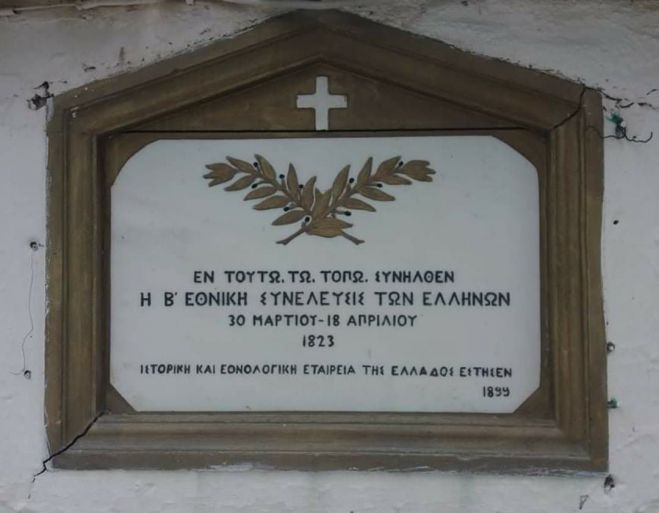 ΕΝ ΤΟΥΤΩ. ΤΩ. ΤΟΠΩ. ΣΥΝΗΛΘΕΝ
Η Β΄ ΕΘΝΙΚΗ ΣΥΝΕΛΕΥΣΙΣ ΤΩΝ ΕΛΛΗΝΩΝ
30 ΜΑΡΤΙΟΥ-18 ΑΠΡΙΛΙΟΥ
1823
ΙΣΤΟΡΙΚΗ ΚΑΙ ΕΘΝΟΛΟΓΙΚΗ ΕΤΑΙΡΕΙΑ ΤΗΣ ΕΛΛΑΔΟΣ ΕΣΤΗΣΕΝ
1899